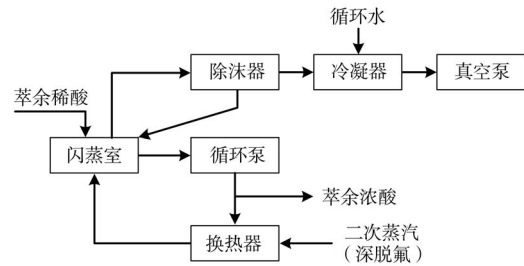 循环水
除沫器
冷凝器
真空泵
萃余稀酸
闪蒸室
循环泵
萃余浓酸
换热器
二次蒸汽
（深脱氟）